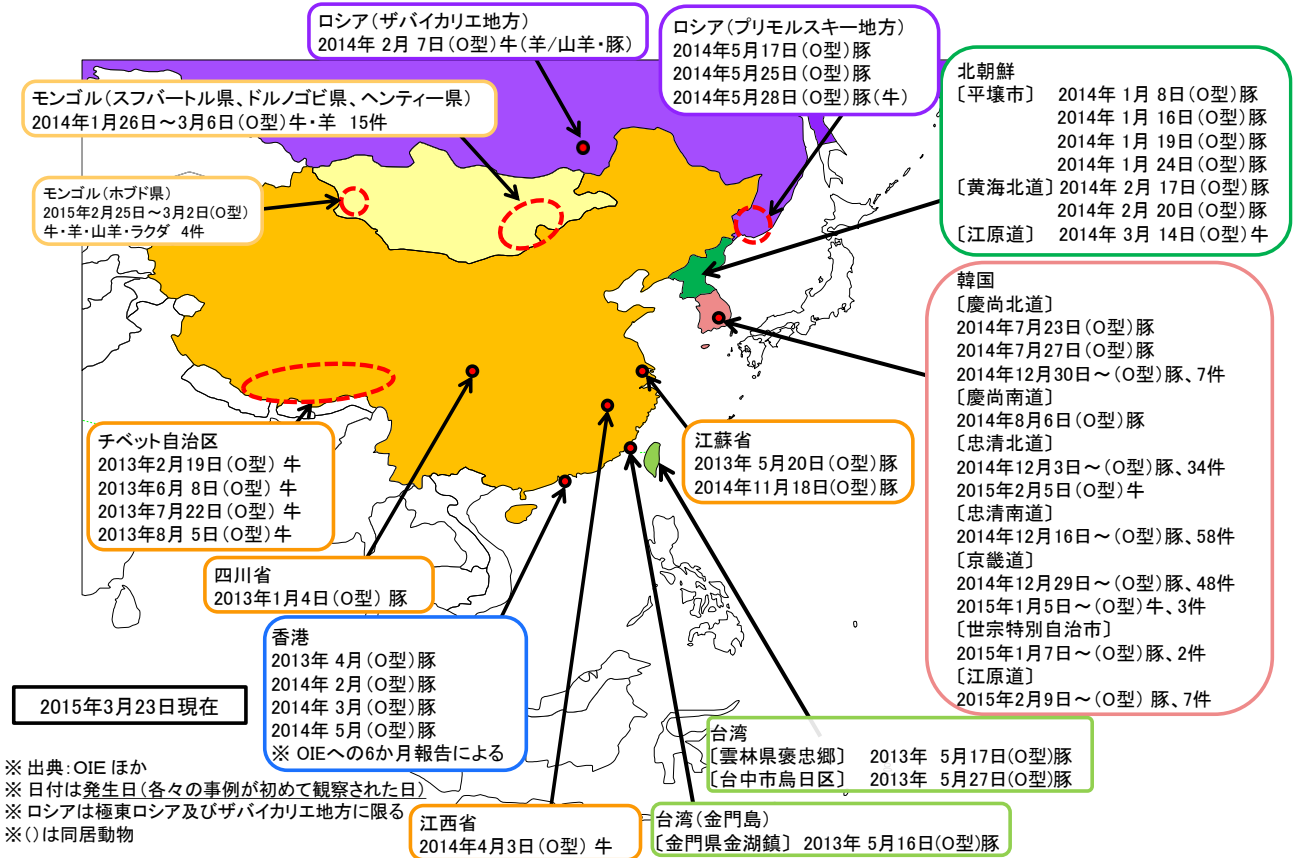 ロシア（ザバイカリエ地方）
2014年 2月 7日（O型）牛（羊/山羊・豚）
ロシア（プリモルスキー地方）
2014年5月17日（O型）豚
2014年5月25日（O型）豚
2014年5月28日（O型）豚（牛）
モンゴル（スフバートル県、ドルノゴビ県、ヘンティー県）
2014年1月26日～3月6日（O型）牛・羊 15件
モンゴル（ホブド県）
2015年2月25日～3月2日（O型）
牛・羊・山羊・ラクダ 4件
北朝鮮
〔平壌市〕 2014年 1月 8日（O型）豚
2014年 1月 16日（O型）豚
2014年 1月 19日（O型）豚
2014年 1月 24日（O型）豚
〔黄海北道〕 2014年 2月 17日（O型）豚
2014年 2月 20日（O型）豚
〔江原道〕 2014年 3月 14日（O型）牛
韓国
〔慶尚北道〕
2014年7月23日（O型）豚
2014年7月27日（O型）豚
2014年12月30日～（O型）豚、7件
〔慶尚南道〕
2014年8月6日（O型）豚
〔忠清北道〕
2014年12月3日～（O型）豚、34件
2015年2月5日（O型）牛
〔忠清南道〕
2014年12月16日～（O型）豚、58件
〔京畿道〕
2014年12月29日～（O型）豚、48件
2015年1月5日～（O型）牛、3件
〔世宗特別自治市〕
2015年1月7日～（O型）豚、2件
〔江原道〕
2015年2月9日～（O型） 豚、7件
チベット自治区
2013年2月19日（O型） 牛
2013年6月 8日（O型） 牛
2013年7月22日（O型） 牛
2013年8月 5日（O型） 牛
江蘇省
2013年 5月20日（O型）豚
2014年11月18日（O型）豚
四川省
2013年1月4日（O型） 豚
香港
2013年 4月（O型）豚
2014年 2月（O型）豚
2014年 3月（O型）豚
2014年 5月（O型）豚
※ OIEへの6か月報告による
2015年3月23日現在
台湾
〔雲林県褒忠郷〕 2013年 5月17日（O型）豚
〔台中市烏日区〕 2013年 5月27日（O型）豚
台湾（金門島）
〔金門県金湖鎮〕 2013年 5月16日（O型）豚
江西省
2014年4月3日（O型） 牛
※ 出典：OIE ほか
※ 日付は発生日（各々の事例が初めて観察された日）
※ ロシアは極東ロシア及びザバイカリエ地方に限る
※（）は同居動物